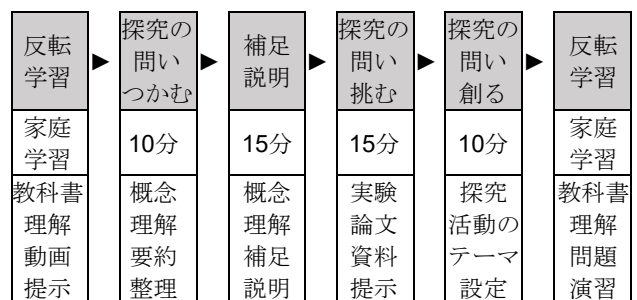 反転
学習
▶
探究の
問い
つかむ
▶
補足
説明
▶
探究の
問い
挑む
▶
探究の
問い
創る
▶
反転
学習
家庭
学習
10分
15分
15分
10分
家庭
学習
教科書
理解
動画
提示
概念
理解
要約
整理
概念
理解
補足
説明
実験
論文
資料
提示
探究
活動の
テーマ
設定
教科書
理解
問題
演習